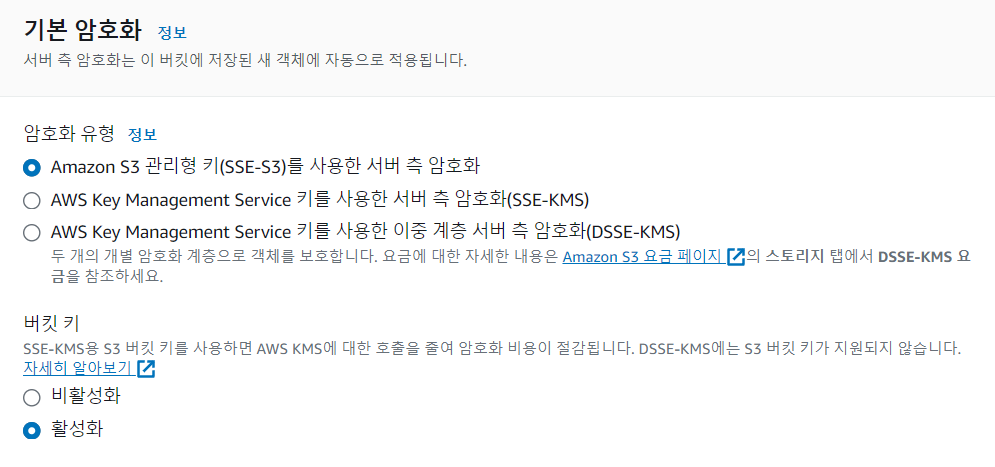 기본 암호화 정보
서버 측 암호화는 이 버킷에 저장된 새 객체에 자동으로 적용됩니다.
암호화 유형 정보
Amazon S3 관리형 키(SSE-S3)를 사용한 서버 측 암호화
AWS Key Management Service 키를 사용한 서버 측 암호화(SSE-KMS)
AWS Key Management Service 키를 사용한 이중 계층 서버 측 암호화(DSSE-KMS)
두 개의 개별 암호화 계층으로 객체를 보호합니다. 요금에 대한 자세한 내용은 Amazon S3 요금 페이지의 스토리지 탭에서 DSSE-KMS 요
금을 참조하세요.
버킷 키
SSE-KMS용 S3 버킷 키를 사용하면 AWS KMS에 대한 호출을 줄여 암호화 비용이 절감됩니다. DSSE-KMS에는 S3 버킷 키가 지원되지 않습니다.
자세히 알아보기
비활성화
활성화